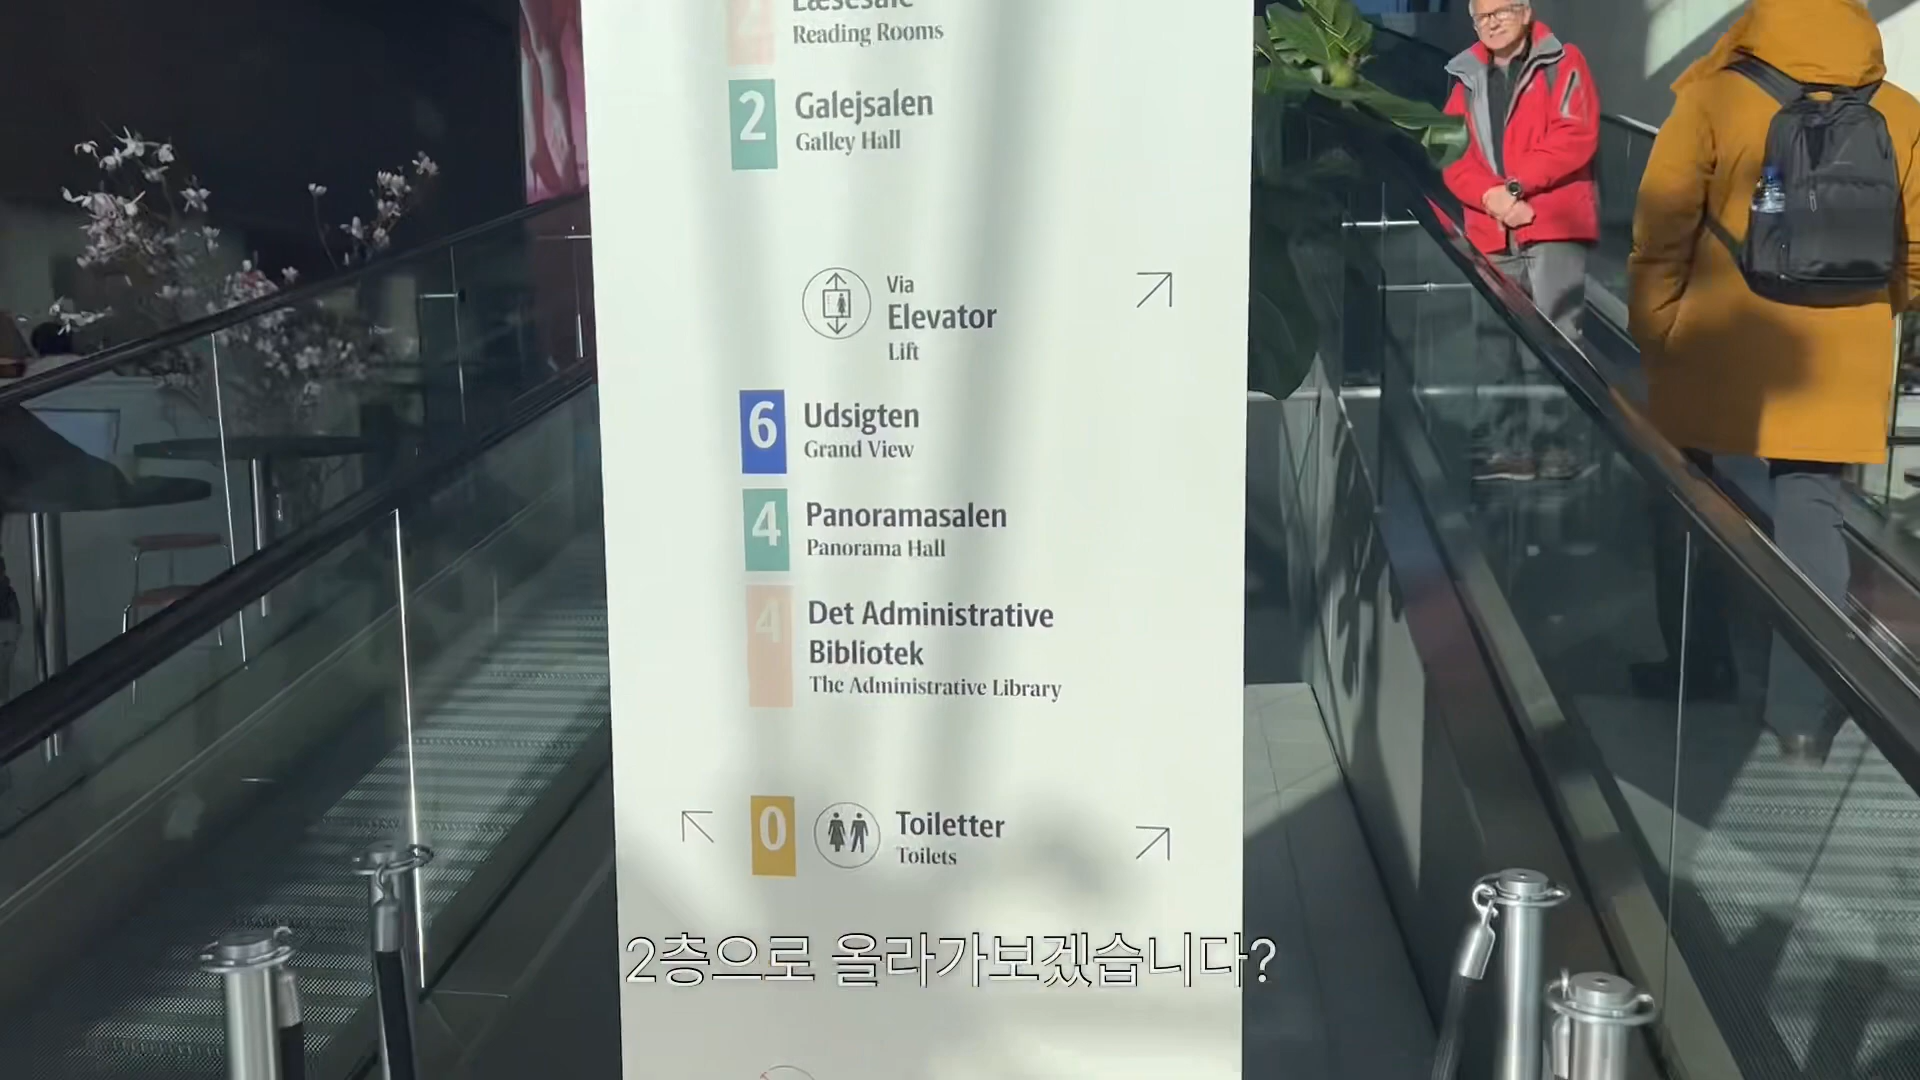 2 Læsesale
Reading Rooms
2 Galejsalen
Galley Hall
Via
Elevator
Lift
6 Udsigten
Grand View
4 Panoramasalen
Panorama Hall
4 Det Administrative
Bibliotek
The Administrative Library
0 Toiletter
Toilets
2층으로 올라가보겠습니다?